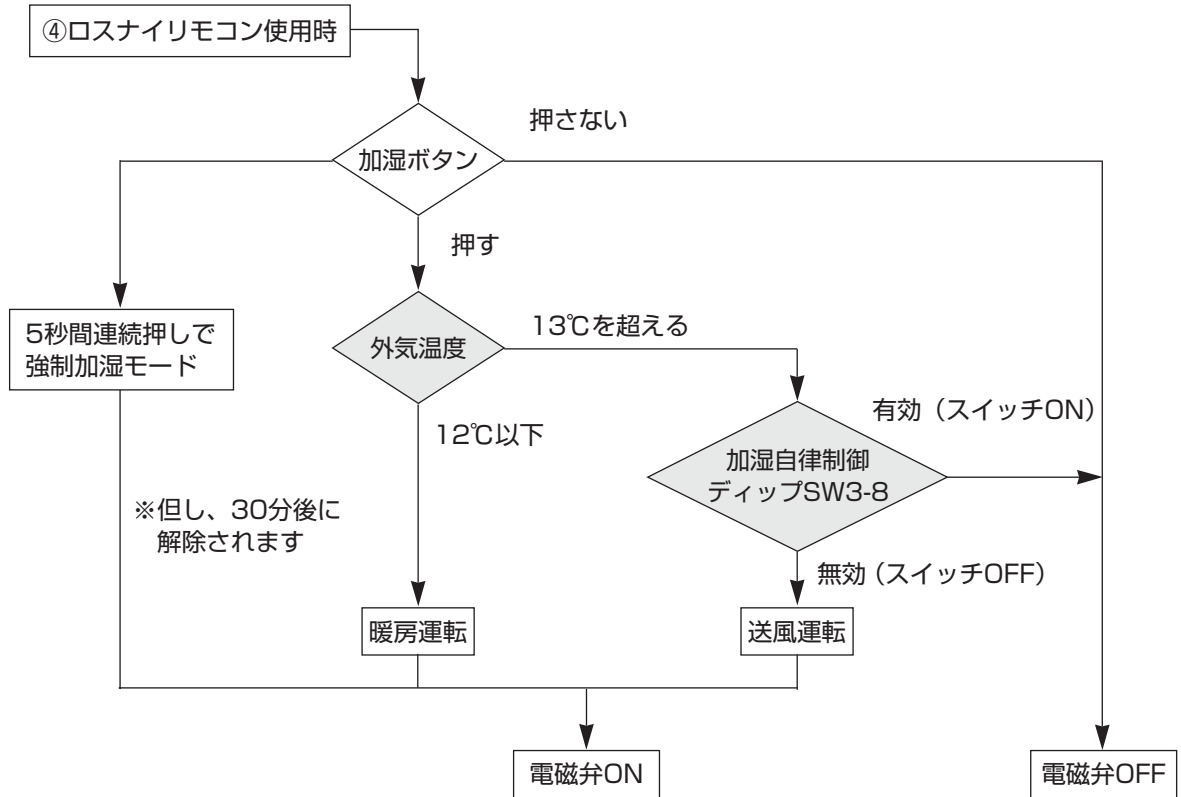 ④ロスナイリモコン使用時
押さない
加湿ボタン
押す
5秒間連続押しで
強制加湿モード
外気温度
13℃を超える
12℃以下
有効（スイッチON）
加湿自律制御
ディップSW3-8
※但し、30分後に
解除されます
無効（スイッチOFF）
暖房運転
送風運転
電磁弁ON
電磁弁OFF